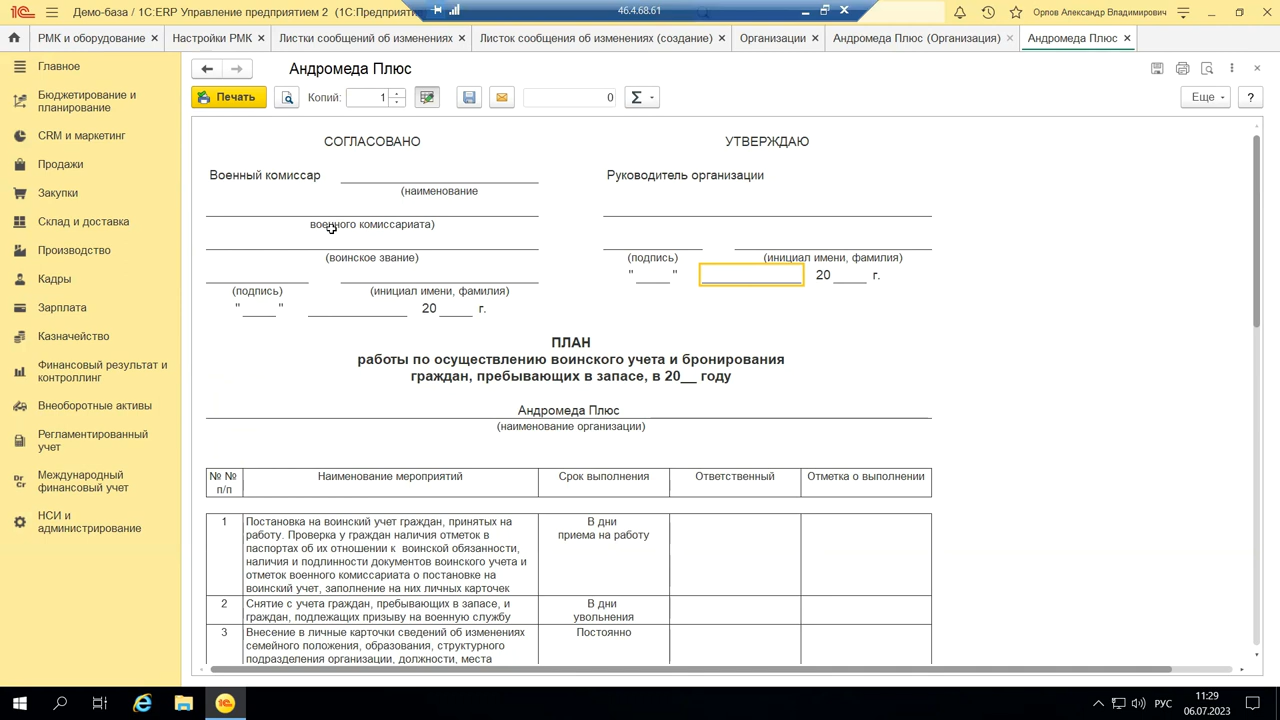 Демо-база / 1С:ERP Управление предприятием 2 (1С:Предприятие
46.4.68.61
Орлов Александр Владимирович
РМК и оборудование
Настройки РМК
Листки сообщений об изменениях
Листок сообщения об изменениях (создание)
Организации
Андромеда Плюс (Организация)
Андромеда Плюс
Главное
Бюджетирование и
планирование
CRM и маркетинг
Продажи
Закупки
Склад и доставка
Производство
Кадры
Зарплата
Казначейство
Финансовый результат и
контроллинг
Внеоборотные активы
Регламентированный
учет
Международный
финансовый учет
НСИ и
администрирование
Андромеда Плюс
Печать
Копий: 1
0
Σ
Еще
?
СОГЛАСОВАНО
УТВЕРЖДАЮ
Военный комиссар
Руководитель организации
(наименование
военного комиссариата)
(воинское звание)
(подпись) (инициал имени, фамилия)
" _____ " 20 _____ г.
(подпись) (инициал имени, фамилия)
" _____ " 20 _____ г.
ПЛАН
работы по осуществлению воинского учета и бронирования
граждан, пребывающих в запасе, в 20__ году
Андромеда Плюс
(наименование организации)
№ №
п/п
Наименование мероприятий
Срок выполнения
Ответственный
Отметка о выполнении
1
Постановка на воинский учет граждан, принятых на
работу. Проверка у граждан наличия отметок в
паспортах об их отношении к воинской обязанности,
наличия и подлинности документов воинского учета и
отметок военного комиссариата о постановке на
воинский учет, заполнение на них личных карточек
В дни
приема на работу
2
Снятие с учета граждан, пребывающих в запасе, и
граждан, подлежащих призыву на военную службу
В дни
увольнения
3
Внесение в личные карточки сведений об изменениях
семейного положения, образования, структурного
подразделения организации, должности, места
Постоянно
РУС
11:29
06.07.2023